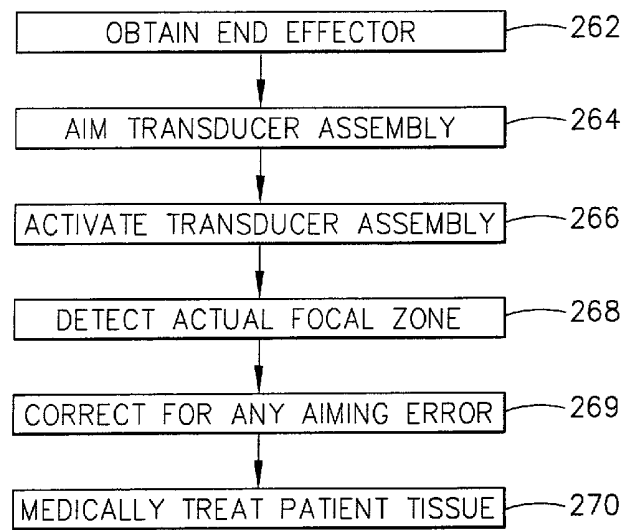 OBTAIN END EFFECTOR 262
AIM TRANSDUCER ASSEMBLY 264
ACTIVATE TRANSDUCER ASSEMBLY 266
DETECT ACTUAL FOCAL ZONE 268
CORRECT FOR ANY AIMING ERROR 269
MEDICALLY TREAT PATIENT TISSUE 270